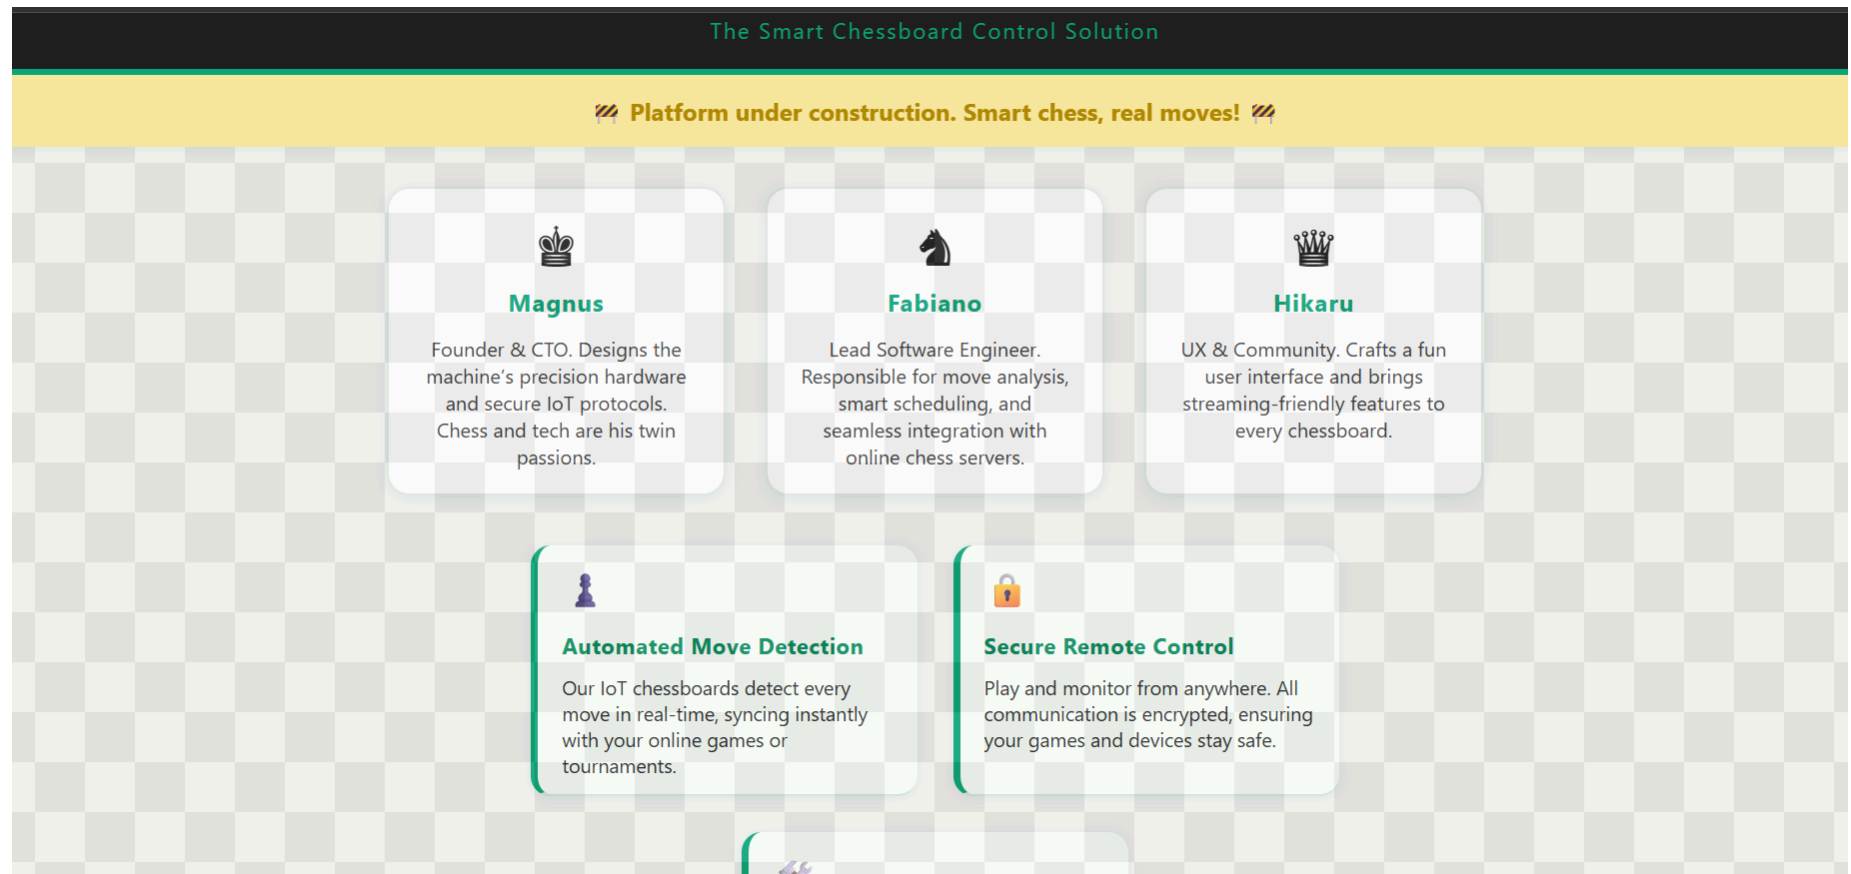 The Smart Chessboard Control Solution
🚧 Platform under construction. Smart chess, real moves! 🚧
Magnus
Founder & CTO. Designs the
machine’s precision hardware
and secure IoT protocols.
Chess and tech are his twin
passions.
Fabiano
Lead Software Engineer.
Responsible for move analysis,
smart scheduling, and
seamless integration with
online chess servers.
Hikaru
UX & Community. Crafts a fun
user interface and brings
streaming-friendly features to
every chessboard.
Automated Move Detection
Our IoT chessboards detect every
move in real-time, syncing instantly
with your online games or
tournaments.
Secure Remote Control
Play and monitor from anywhere. All
communication is encrypted, ensuring
your games and devices stay safe.